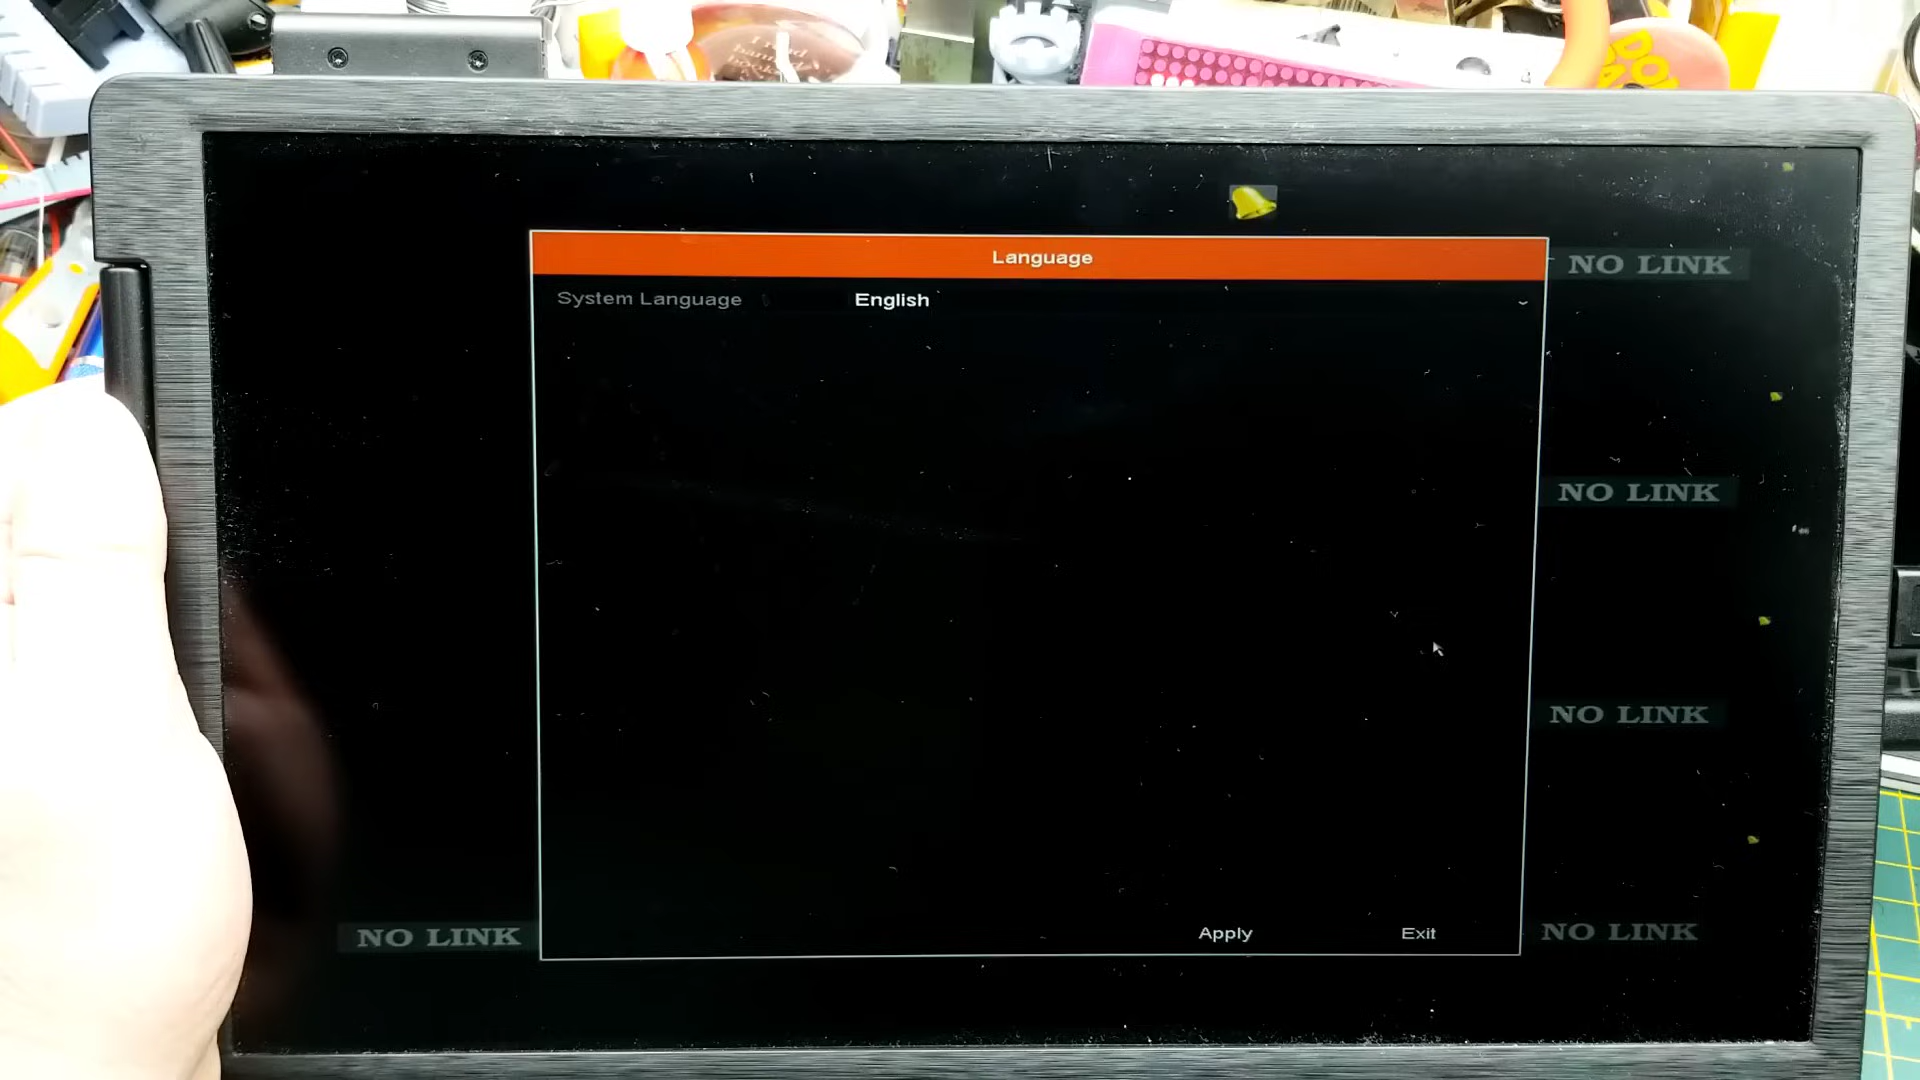 Language
NO LINK
System Language
English
NO LINK
NO LINK
Apply
Exit
NO LINK
NO LINK